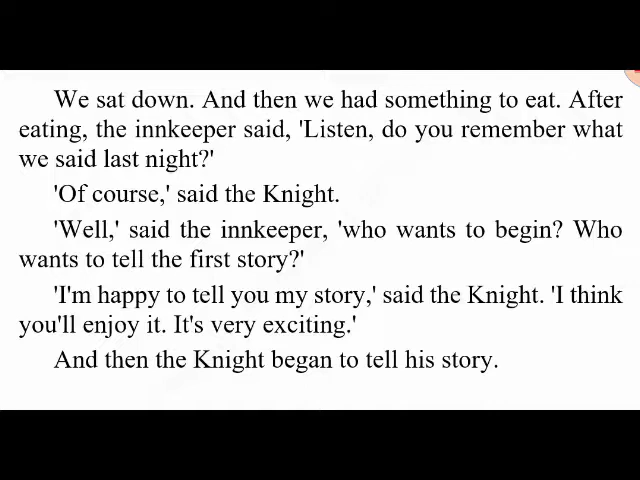 We sat down. And then we had something to eat. After
eating, the innkeeper said, 'Listen, do you remember what
we said last night?'
'Of course,' said the Knight.
'Well,' said the innkeeper, 'who wants to begin? Who
wants to tell the first story?'
'I'm happy to tell you my story,' said the Knight. 'I think
you'll enjoy it. It's very exciting.'
And then the Knight began to tell his story.